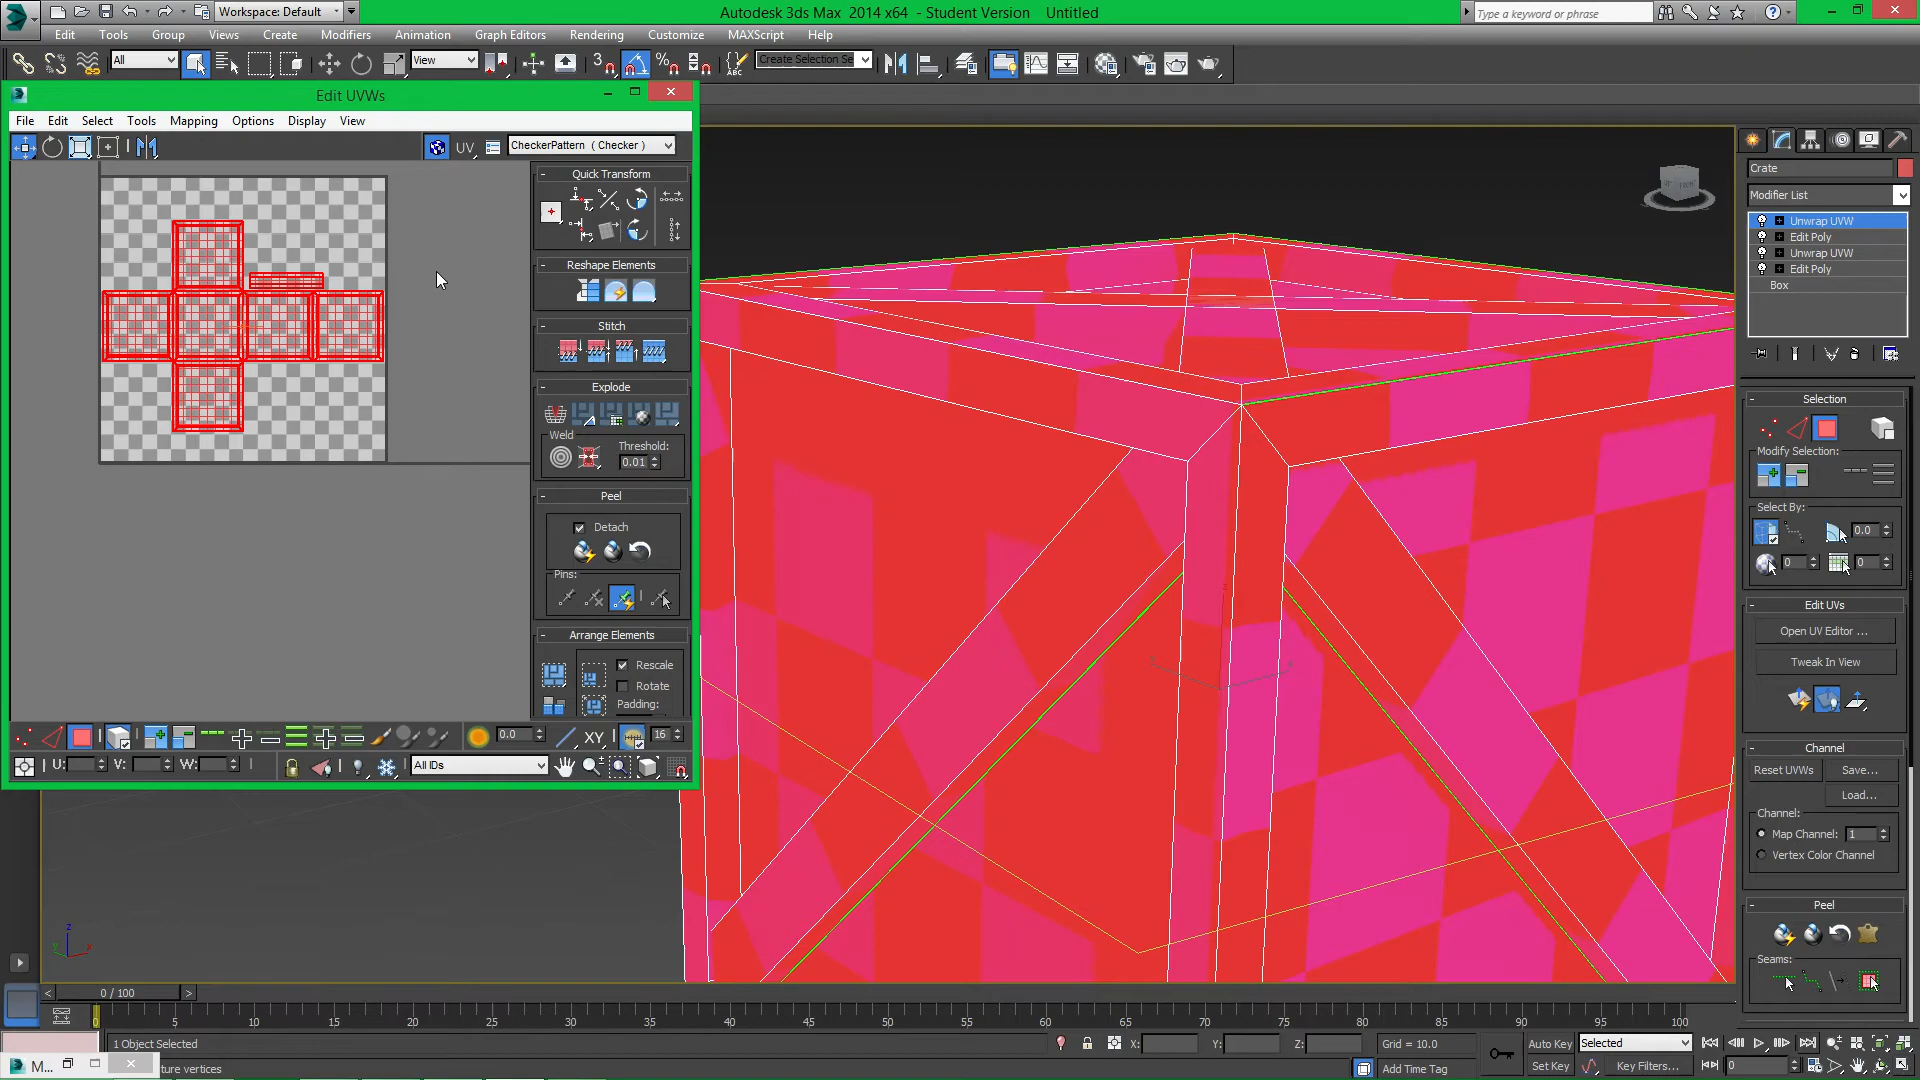 Workspace: Default
Autodesk 3ds Max 2014 x64 - Student Version Untitled
Type a keyword or phrase
Edit Tools Group Views Create Modifiers Animation Graph Editors Rendering Customize MAXScript Help
All
View
3
Create Selection Se
Edit UVWs
File Edit Select Tools Mapping Options Display View
UV
CheckerPattern ( Checker )
Quick Transform
Reshape Elements
Stitch
Explode
Weld
Threshold:
0.01
Peel
Detach
Pins:
Arrange Elements
Rescale
Rotate
Padding:
0.0
XY
16
U:
V:
W:
All IDs
Crate
Modifier List
Unwrap UVW
Edit Poly
Unwrap UVW
Edit Poly
Box
Selection
Modify Selection:
Select By:
0.0
0
0
Edit UVs
Open UV Editor ...
Tweak In View
Channel
Reset UVWs
Save...
Load...
Channel:
Map Channel: 1
Vertex Color Channel
Peel
Seams:
z
y
x
0 / 100
0 5 10 15 20 25 30 35 40 45 50 55 60 65 70 75 80 85 90 95 100
1 Object Selected
X:
Y:
Z:
Grid = 10.0
Auto Key
Selected
M...
ture vertices
Add Time Tag
Set Key
Key Filters...
0